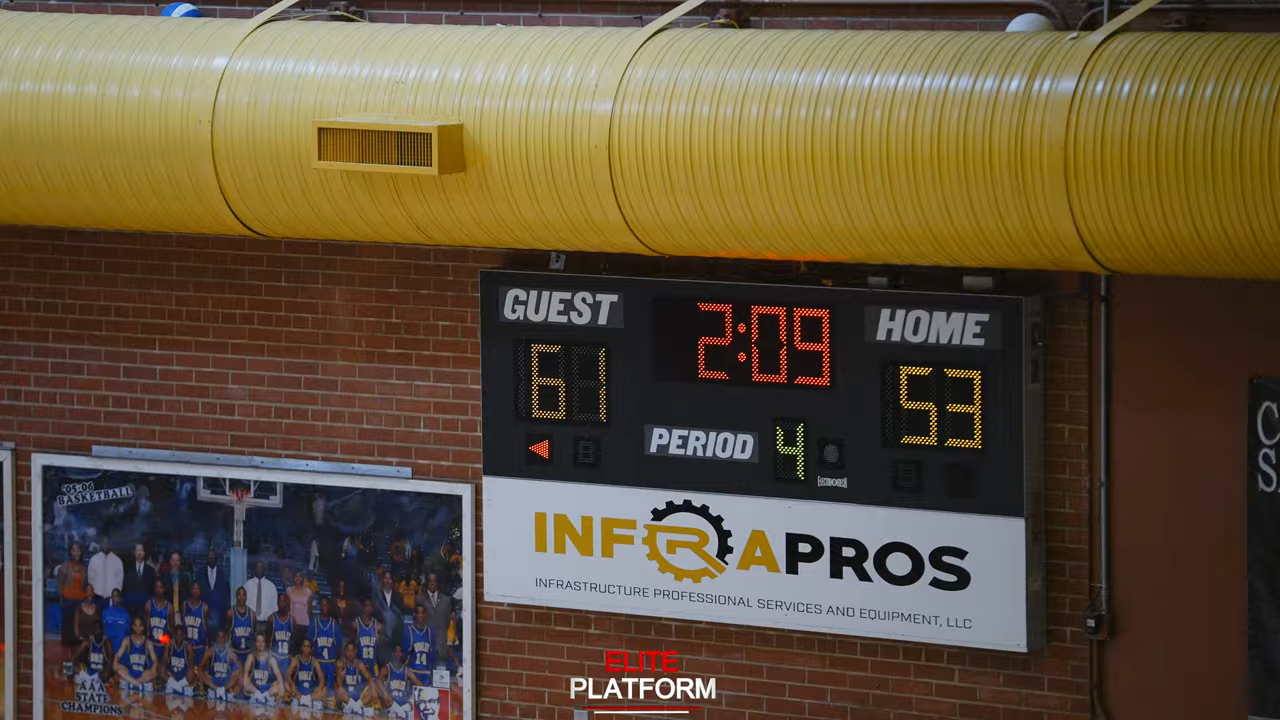 GUEST
2:09
HOME
61
53
PERIOD
4
INFRAPROS
INFRASTRUCTURE PROFESSIONAL SERVICES AND EQUIPMENT, LLC
'05-06
BASKETBALL
AAA
STATE
CHAMPIONS
ELITE
PLATFORM